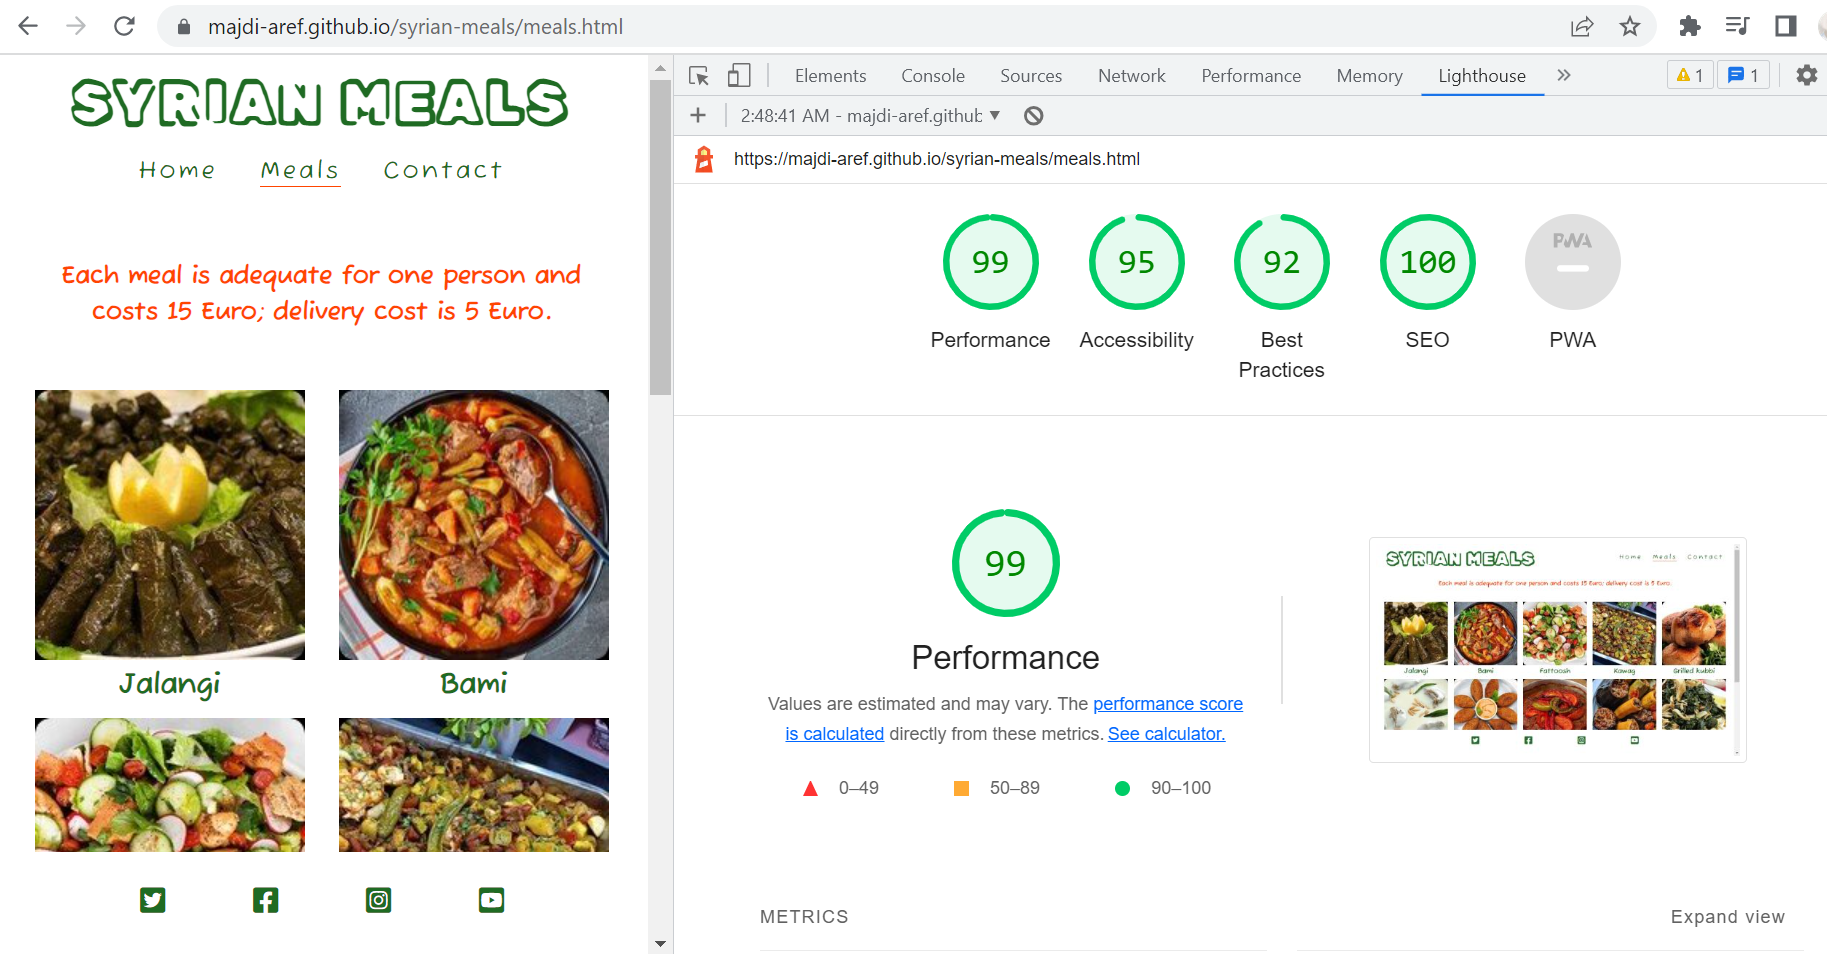 majdi-aref.github.io/syrian-meals/meals.html
SYRIAN MEALS
Home Meals Contact
Each meal is adequate for one person and
costs 15 Euro; delivery cost is 5 Euro.
Jalangi Bami
Elements Console Sources Network Performance Memory Lighthouse 1 1
2:48:41 AM - majdi-aref.github
https://majdi-aref.github.io/syrian-meals/meals.html
99 95 92 100 PWA
Performance Accessibility Best Practices SEO PWA
99
Performance
Values are estimated and may vary. The performance score
is calculated directly from these metrics. See calculator.
0–49 50–89 90–100
SYRIAN MEALS Home Meals Contact
Each meal is adequate for one person and costs 15 Euro; delivery cost is 5 Euro.
Jalangi Bami Fattoosh Kawag Grilled kubbi
METRICS Expand view